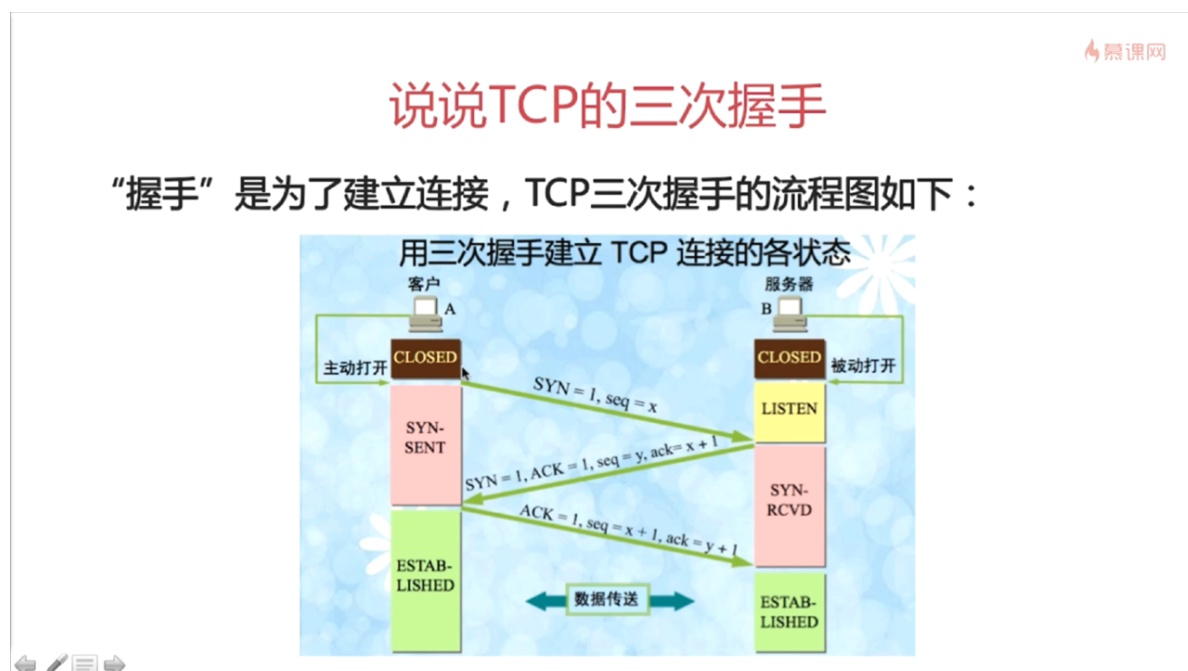 慕课网
说说TCP的三次握手
“握手”是为了建立连接，TCP三次握手的流程图如下：
用三次握手建立 TCP 连接的各状态
客户
服务器
A
B
CLOSED
CLOSED
主动打开
被动打开
SYN = 1, seq = x
LISTEN
SYN-
SENT
SYN = 1, ACK = 1, seq = y, ack= x + 1
SYN-
RCVD
ACK = 1, seq = x + 1, ack = y + 1
ESTAB-
LISHED
数据传送
ESTAB-
LISHED